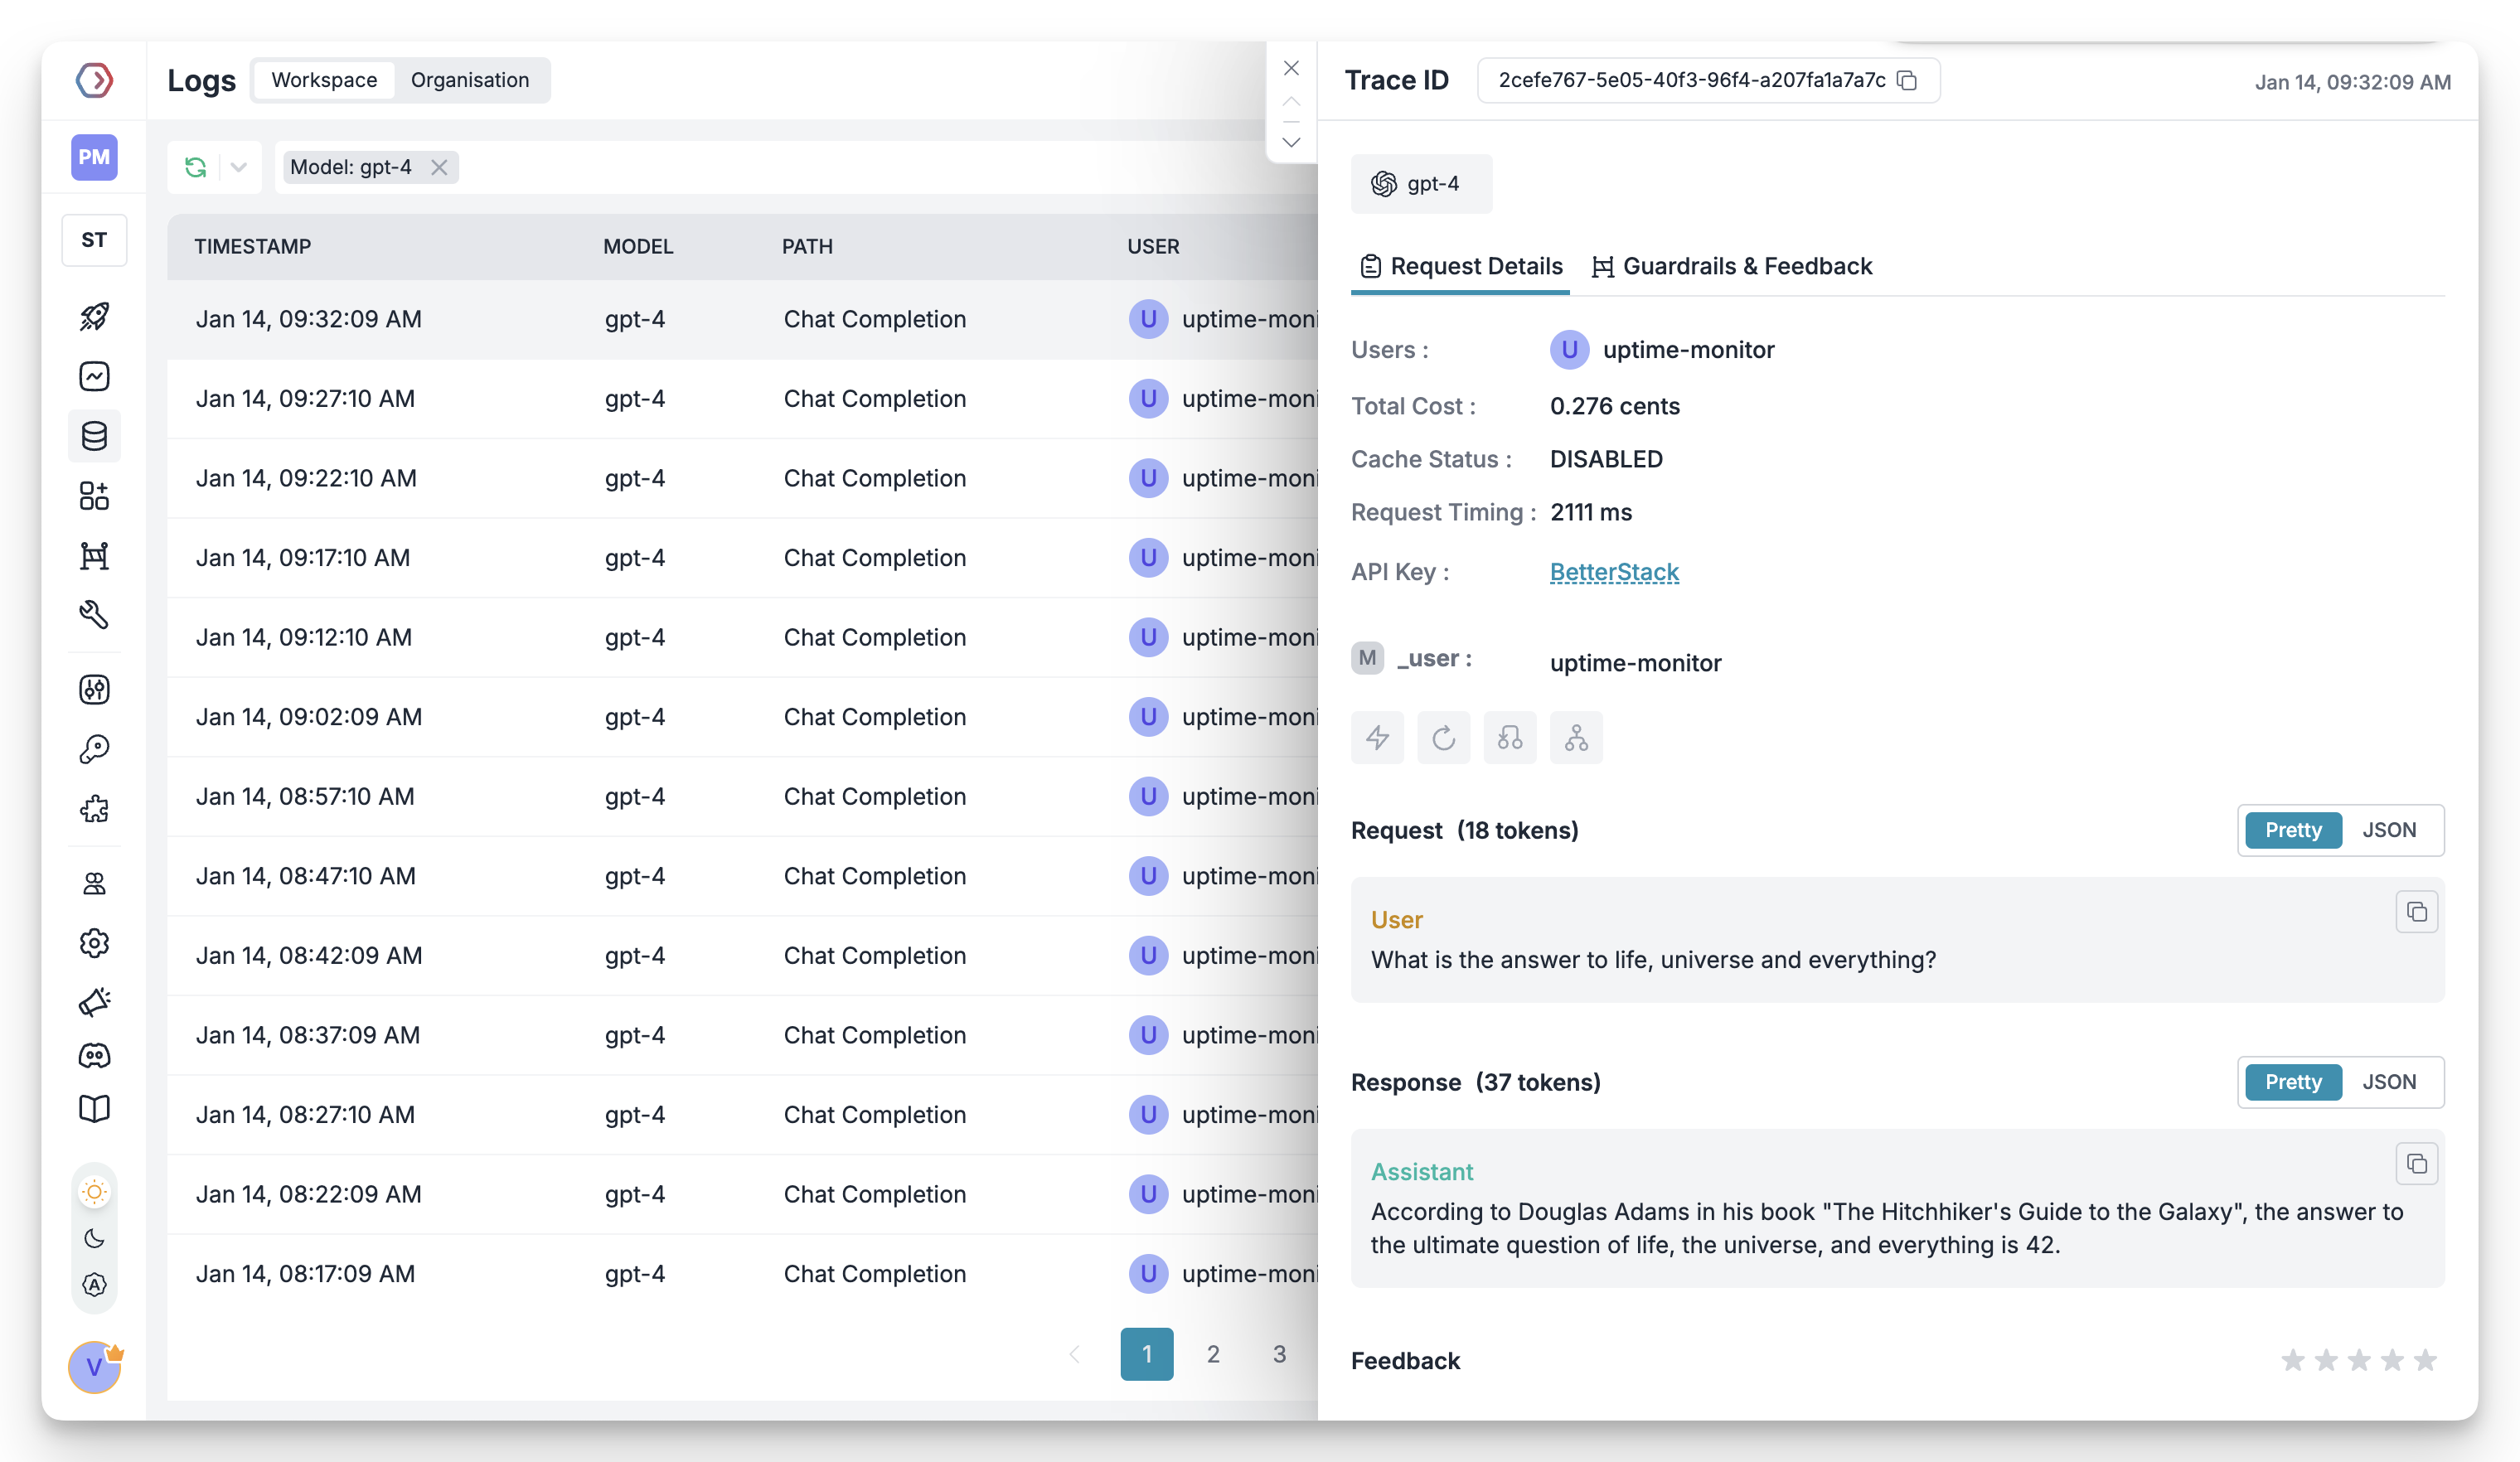 Logs
Workspace Organisation
PM
ST
Model: gpt-4
TIMESTAMP MODEL PATH USER
Jan 14, 09:32:09 AM gpt-4 Chat Completion U uptime-moni
Jan 14, 09:27:10 AM gpt-4 Chat Completion U uptime-moni
Jan 14, 09:22:10 AM gpt-4 Chat Completion U uptime-moni
Jan 14, 09:17:10 AM gpt-4 Chat Completion U uptime-moni
Jan 14, 09:12:10 AM gpt-4 Chat Completion U uptime-moni
Jan 14, 09:02:09 AM gpt-4 Chat Completion U uptime-moni
Jan 14, 08:57:10 AM gpt-4 Chat Completion U uptime-moni
Jan 14, 08:47:10 AM gpt-4 Chat Completion U uptime-moni
Jan 14, 08:42:09 AM gpt-4 Chat Completion U uptime-moni
Jan 14, 08:37:09 AM gpt-4 Chat Completion U uptime-moni
Jan 14, 08:27:10 AM gpt-4 Chat Completion U uptime-moni
Jan 14, 08:22:09 AM gpt-4 Chat Completion U uptime-moni
Jan 14, 08:17:09 AM gpt-4 Chat Completion U uptime-moni
1 2 3
A
V
Trace ID 2cefe767-5e05-40f3-96f4-a207fa1a7a7c Jan 14, 09:32:09 AM
gpt-4
Request Details Guardrails & Feedback
Users : U uptime-monitor
Total Cost : 0.276 cents
Cache Status : DISABLED
Request Timing : 2111 ms
API Key : BetterStack
M _user : uptime-monitor
Request (18 tokens) Pretty JSON
User
What is the answer to life, universe and everything?
Response (37 tokens) Pretty JSON
Assistant
According to Douglas Adams in his book "The Hitchhiker's Guide to the Galaxy", the answer to
the ultimate question of life, the universe, and everything is 42.
Feedback